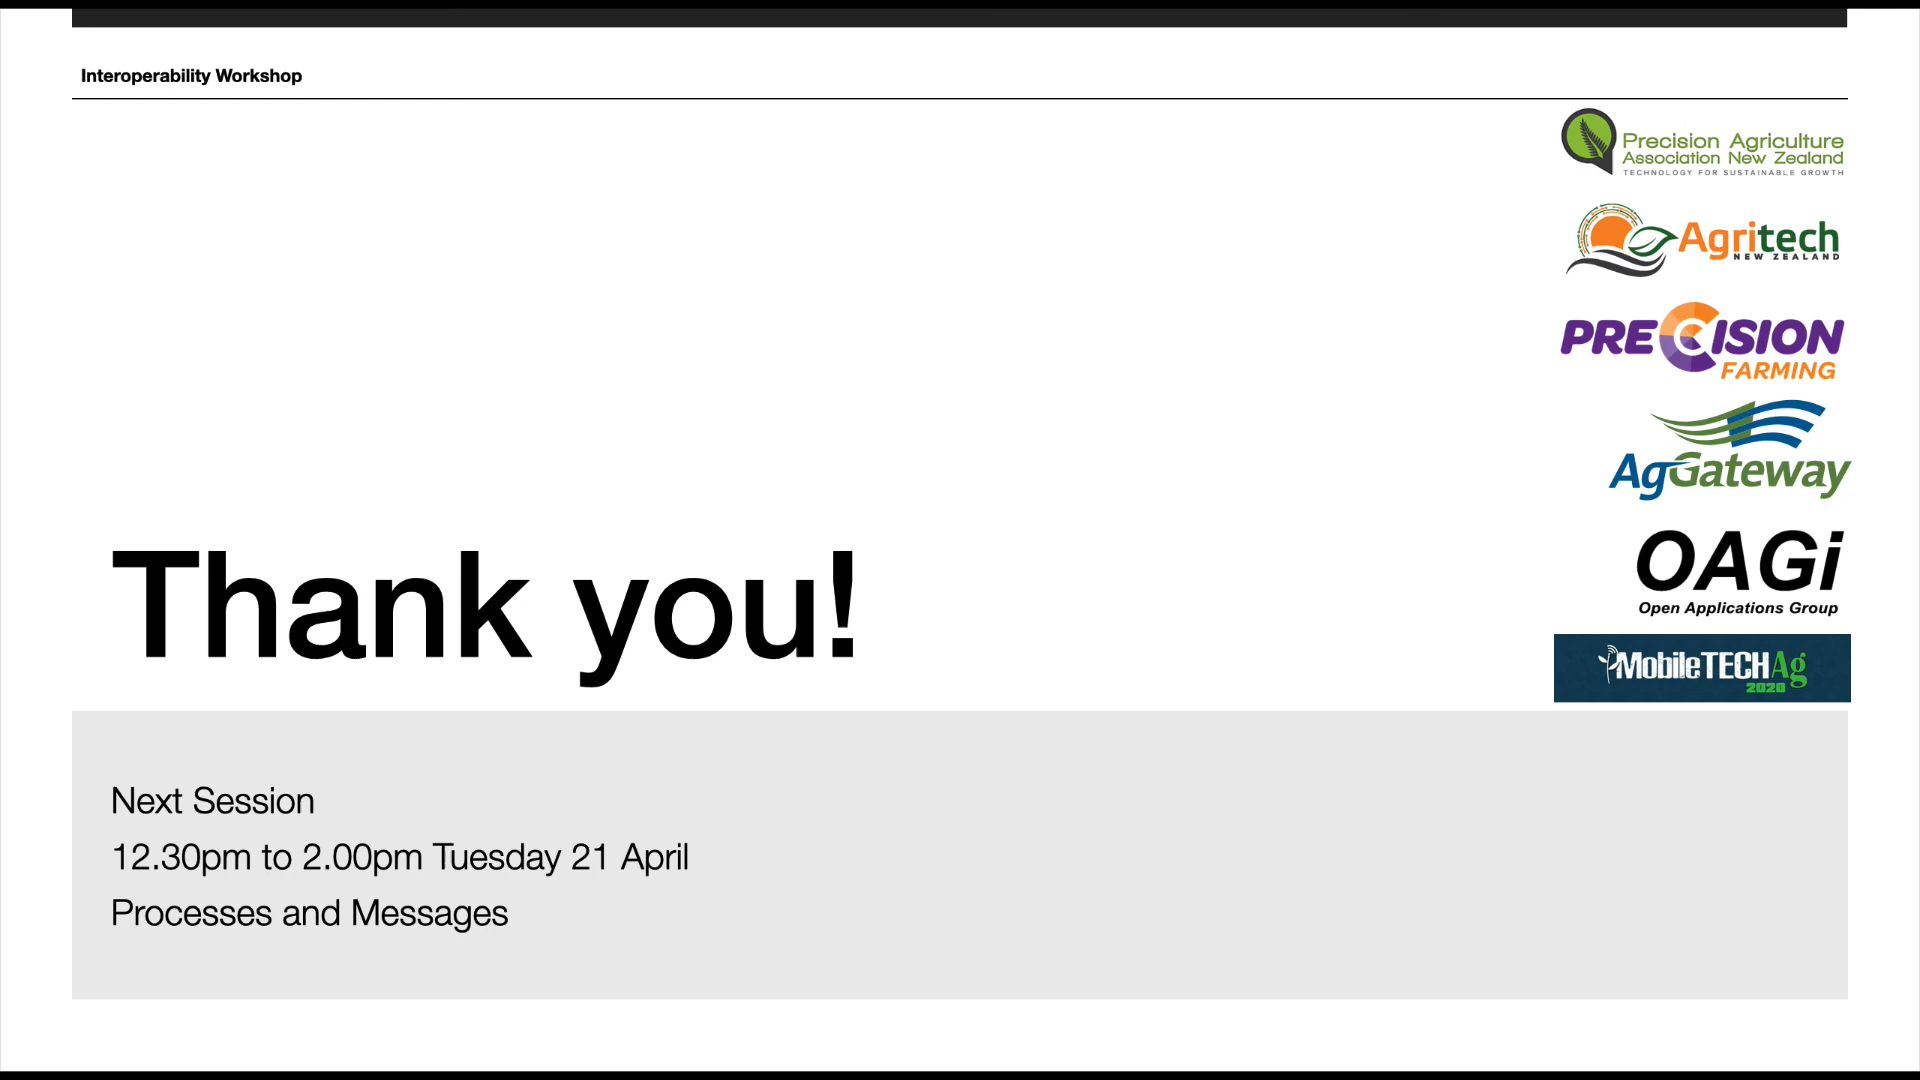 Interoperability Workshop
Precision Agriculture
Association New Zealand
TECHNOLOGY FOR SUSTAINABLE GROWTH
Agritech
NEW ZEALAND
PRECISION
FARMING
AgGateway
OAGi
Open Applications Group
MobileTECHAg
2020
Thank you!
Next Session
12.30pm to 2.00pm Tuesday 21 April
Processes and Messages